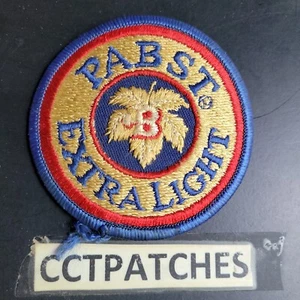 PABST®
B
EXTRA LIGHT
CCTPATCHES